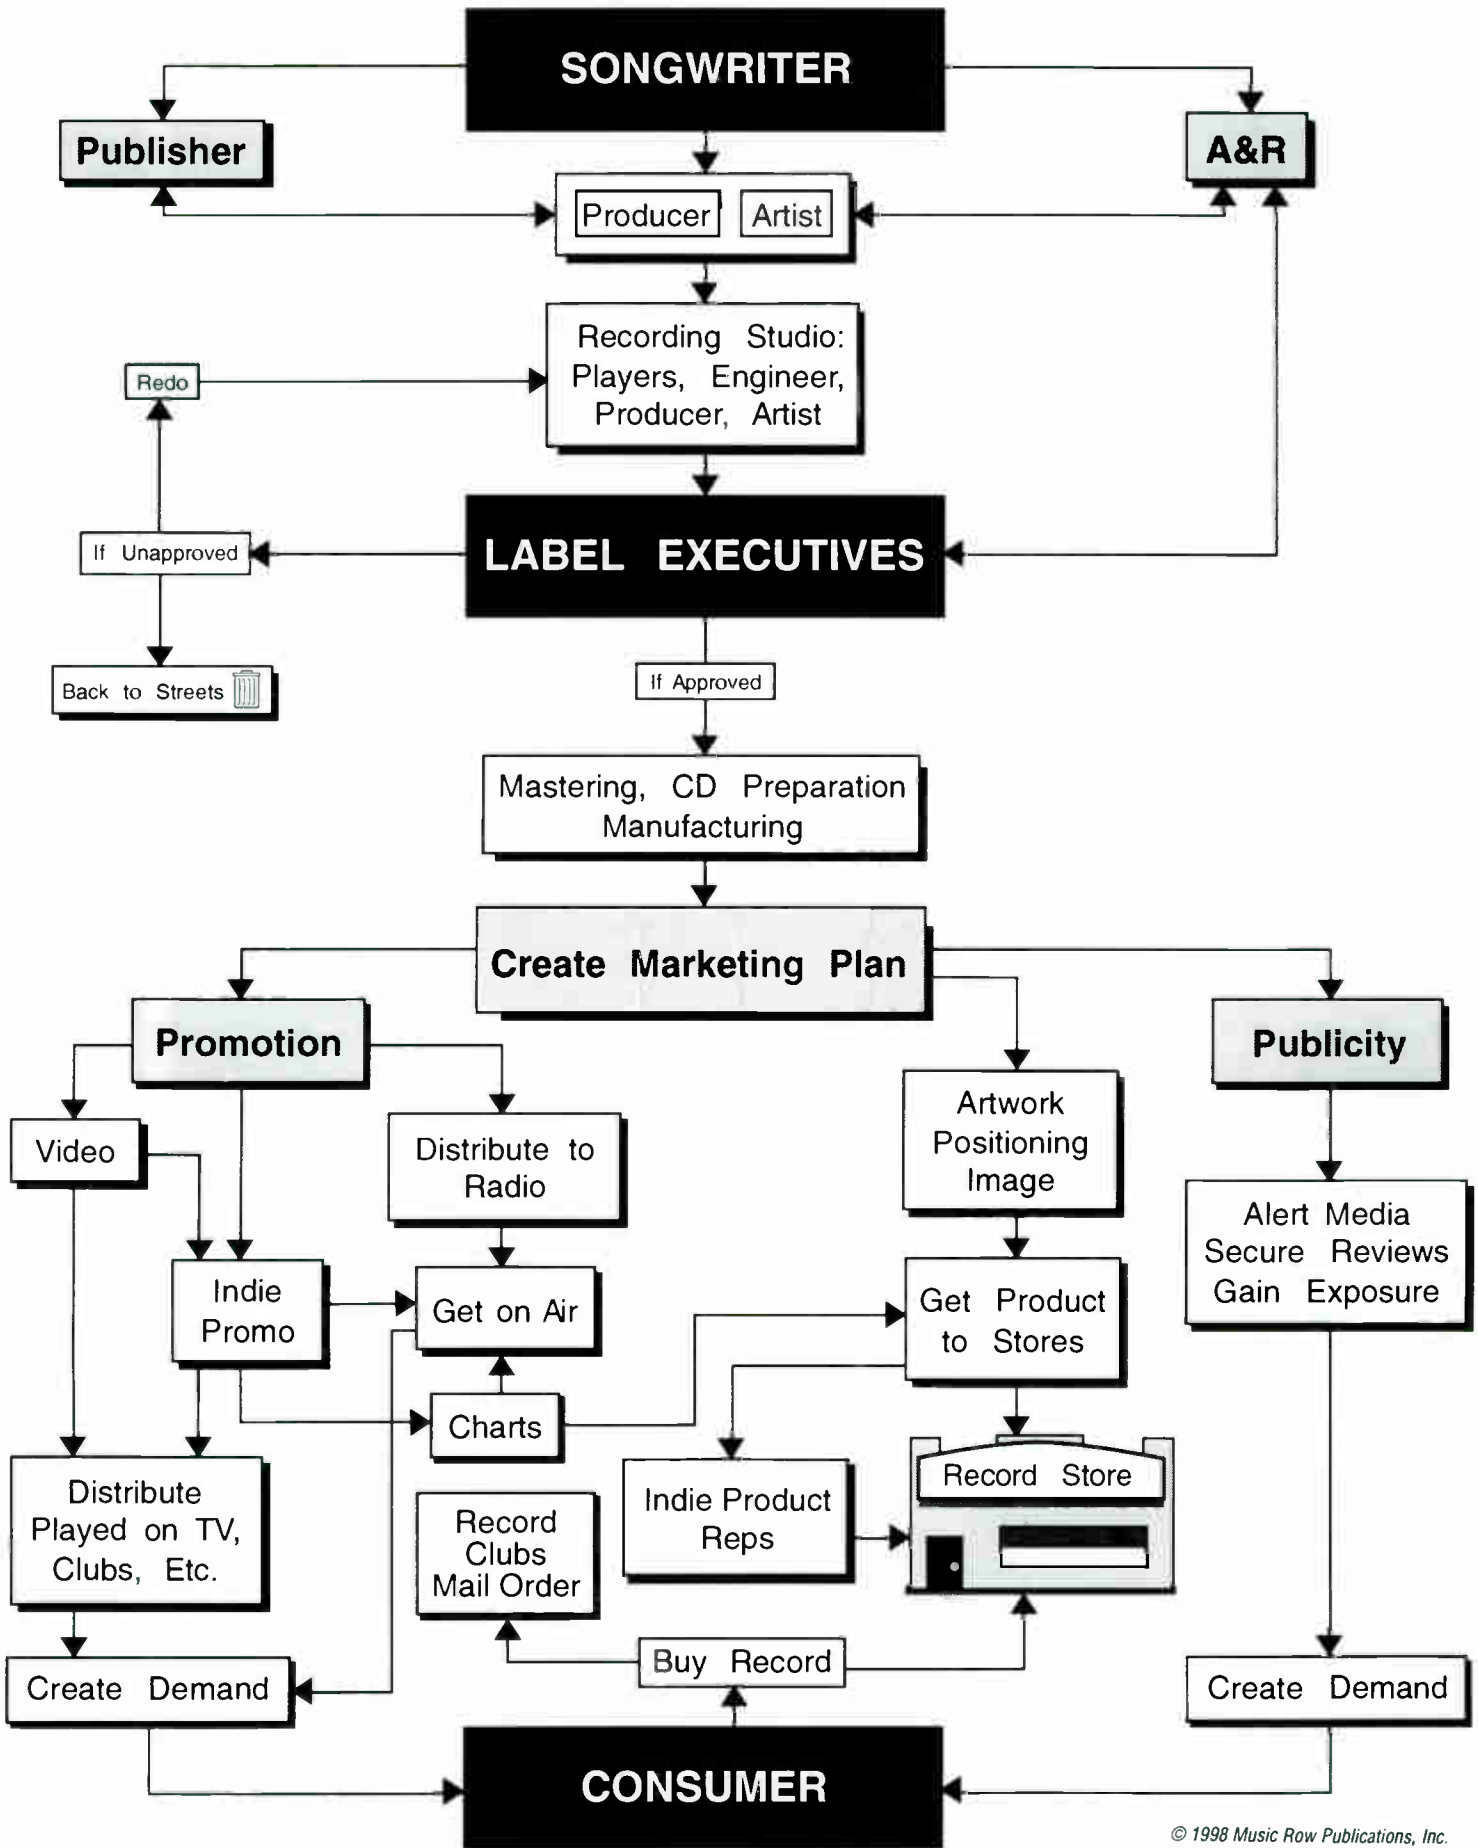 SONGWRITER
Publisher
A&R
Producer
Artist
Recording Studio:
Players, Engineer,
Producer, Artist
Redo
If Unapproved
LABEL EXECUTIVES
Back to Streets
If Approved
Mastering, CD Preparation
Manufacturing
Create Marketing Plan
Promotion
Publicity
Video
Distribute to
Radio
Artwork
Positioning
Image
Alert Media
Secure Reviews
Gain Exposure
Indie
Promo
Get on Air
Get Product
to Stores
Charts
Distribute
Played on TV,
Clubs, Etc.
Record
Clubs
Mail Order
Indie Product
Reps
Record Store
Create Demand
Buy Record
Create Demand
CONSUMER
© 1998 Music Row Publications, Inc.